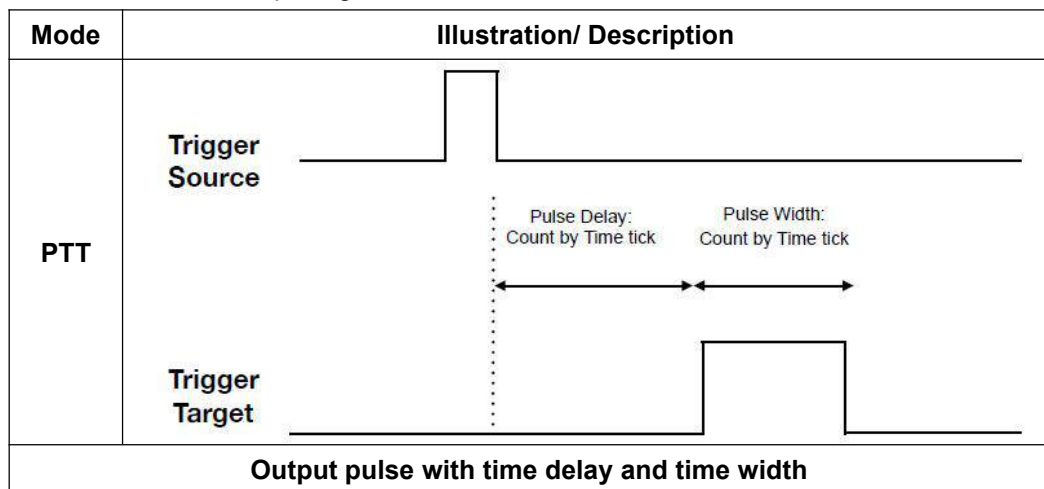 Mode
Illustration/ Description
PTT
Trigger
Source
Pulse Delay:
Count by Time tick
Pulse Width:
Count by Time tick
Trigger
Target
Output pulse with time delay and time width